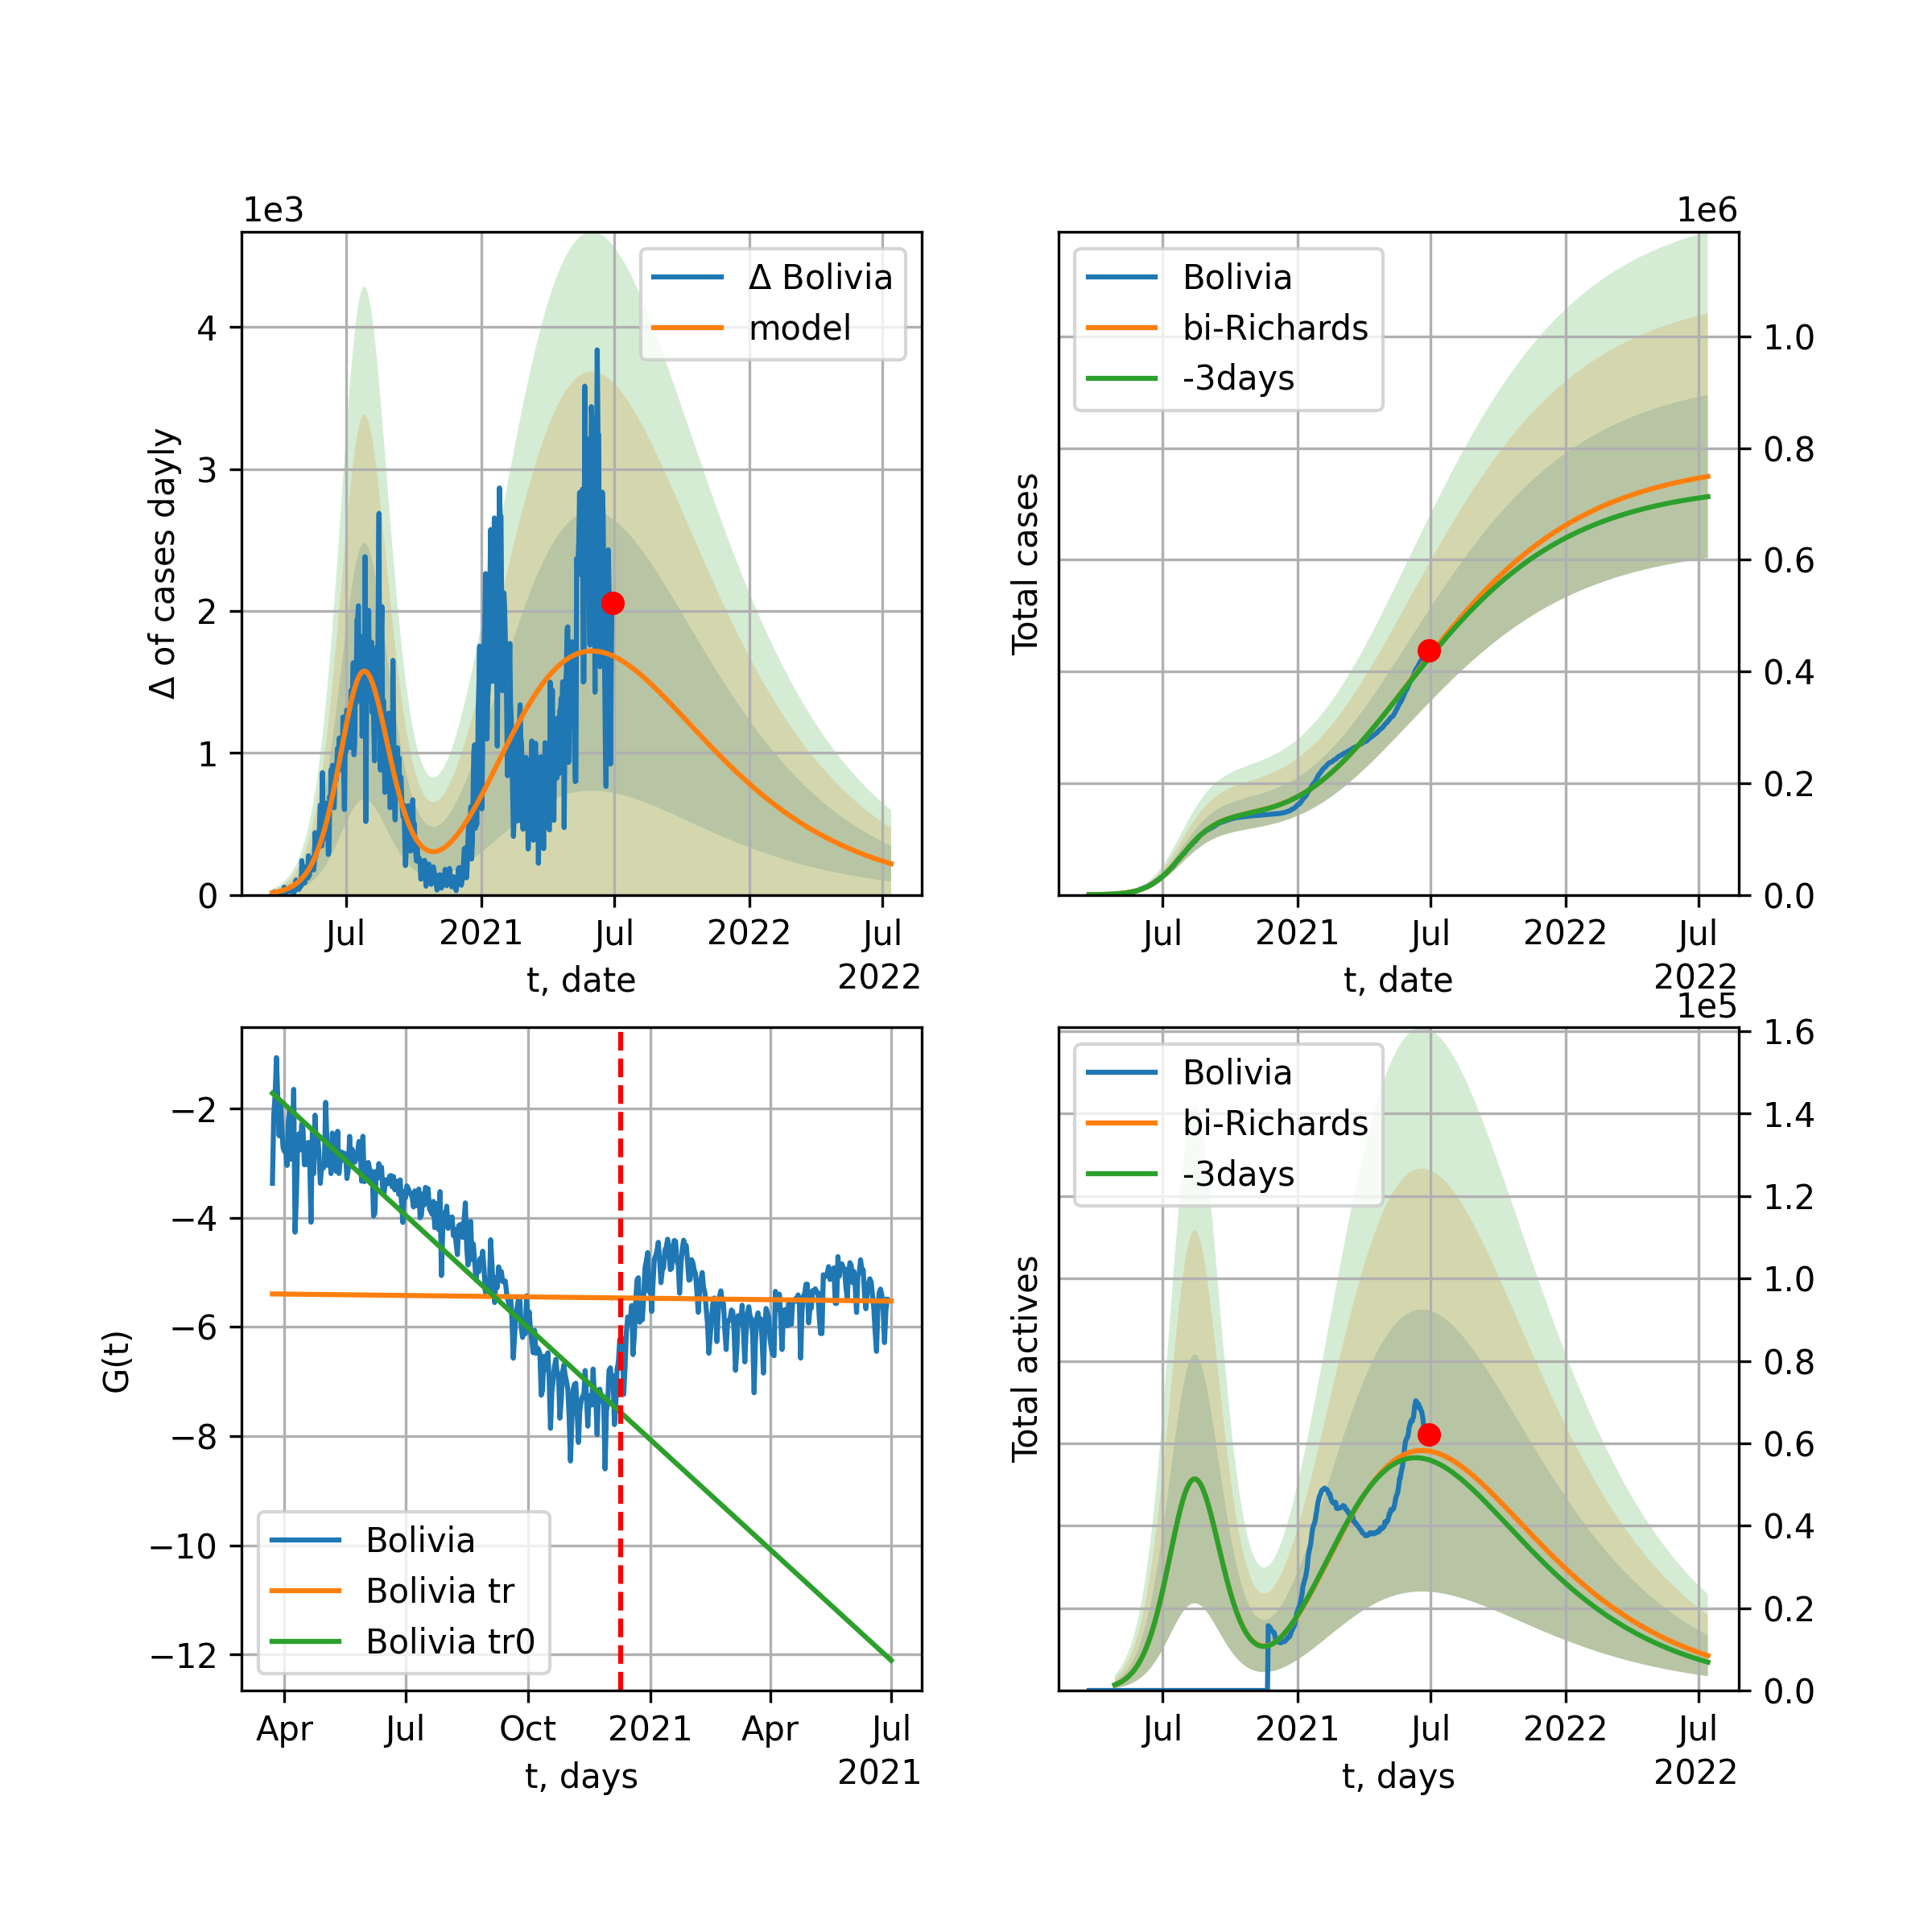 1e3
Δ of cases dayly
4
3
2
1
0
Δ Bolivia
model
Jul
2021
Jul
2022
Jul
2022
t, date
1e6
Total cases
Bolivia
bi-Richards
-3days
1.0
0.8
0.6
0.4
0.2
0.0
Jul
2021
Jul
2022
Jul
2022
t, date
G(t)
−2
−4
−6
−8
−10
−12
Bolivia
Bolivia tr
Bolivia tr0
Apr
Jul
Oct
2021
Apr
Jul
2021
t, days
1e5
Total actives
Bolivia
bi-Richards
-3days
1.6
1.4
1.2
1.0
0.8
0.6
0.4
0.2
0.0
Jul
2021
Jul
2022
Jul
2022
t, days